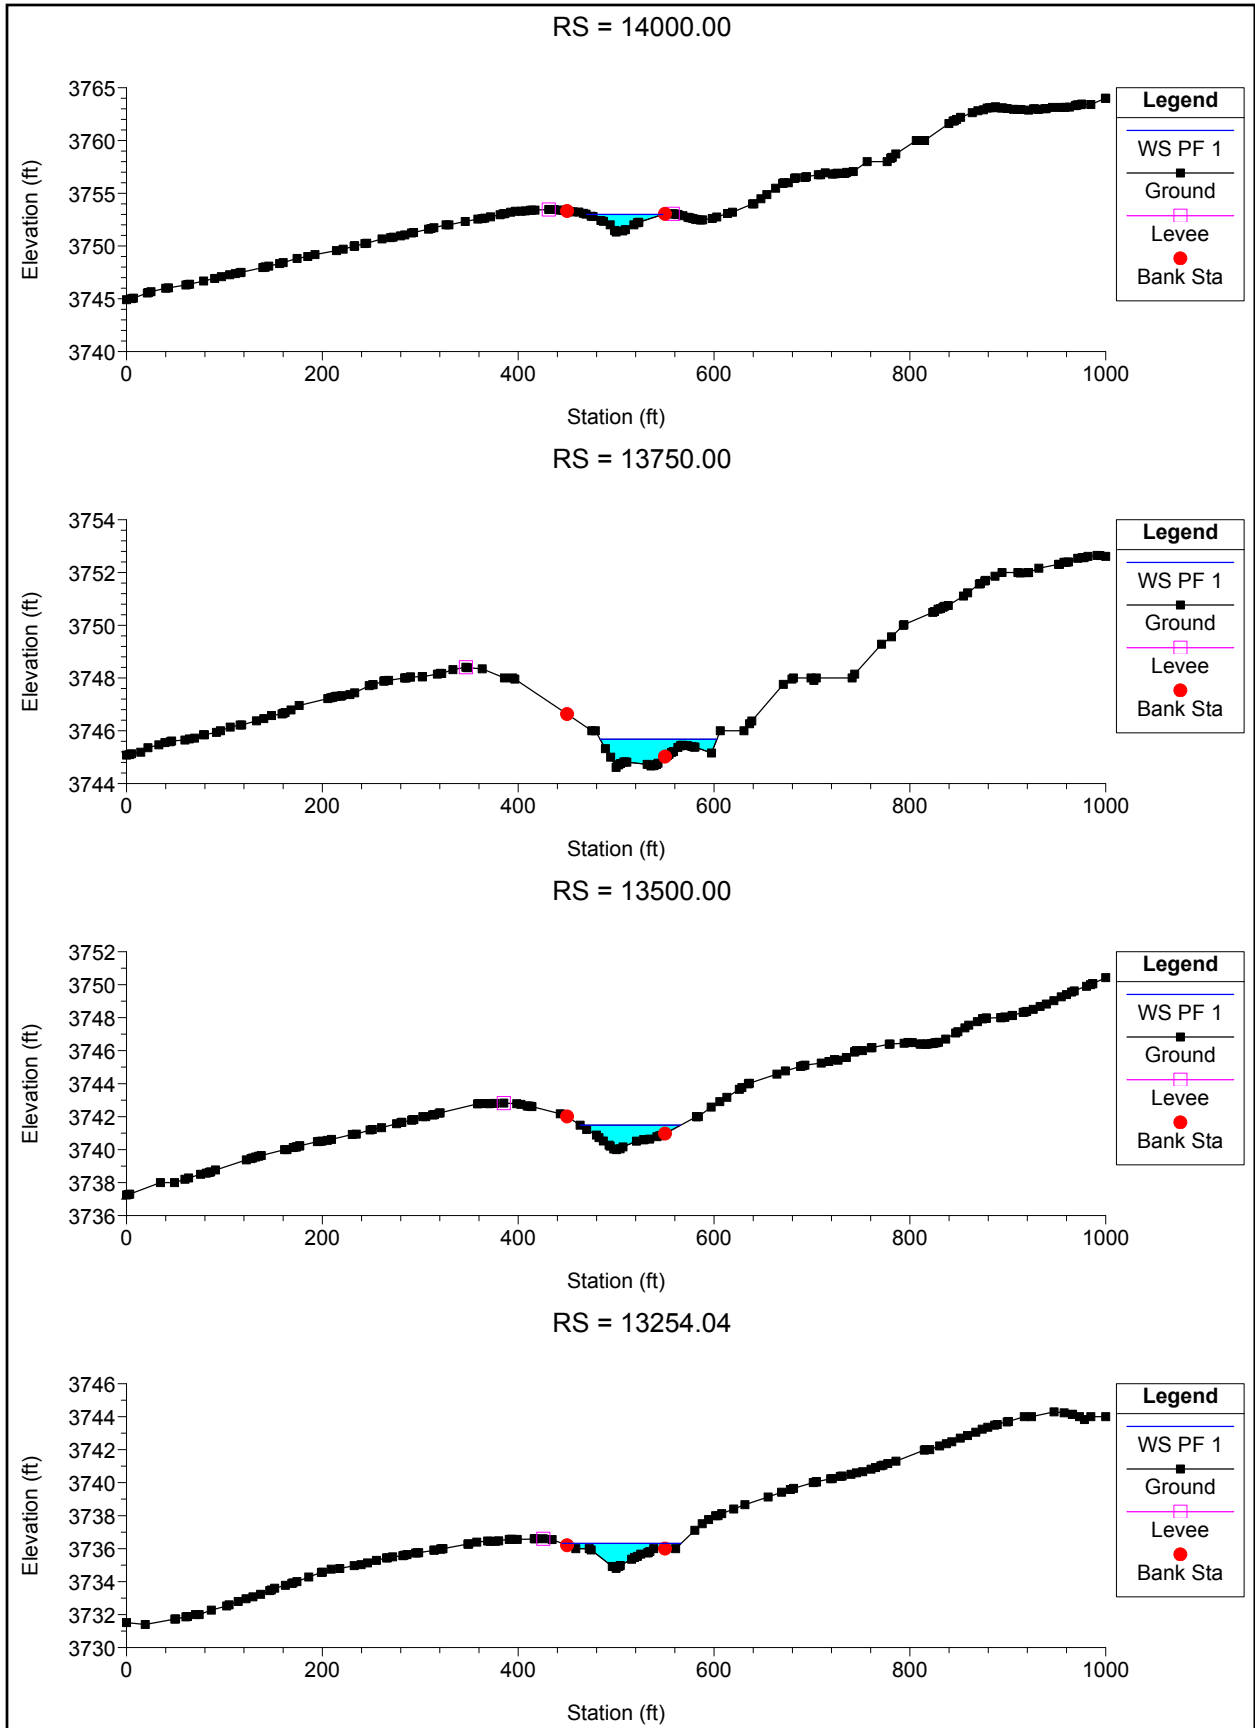 RS = 14000.00
Elevation (ft)
3765
3760
3755
3750
3745
3740
0 200 400 600 800 1000
Station (ft)
Legend
WS PF 1
Ground
Levee
Bank Sta
RS = 13750.00
Elevation (ft)
3754
3752
3750
3748
3746
3744
0 200 400 600 800 1000
Station (ft)
Legend
WS PF 1
Ground
Levee
Bank Sta
RS = 13500.00
Elevation (ft)
3752
3750
3748
3746
3744
3742
3740
3738
3736
0 200 400 600 800 1000
Station (ft)
Legend
WS PF 1
Ground
Levee
Bank Sta
RS = 13254.04
Elevation (ft)
3746
3744
3742
3740
3738
3736
3734
3732
3730
0 200 400 600 800 1000
Station (ft)
Legend
WS PF 1
Ground
Levee
Bank Sta